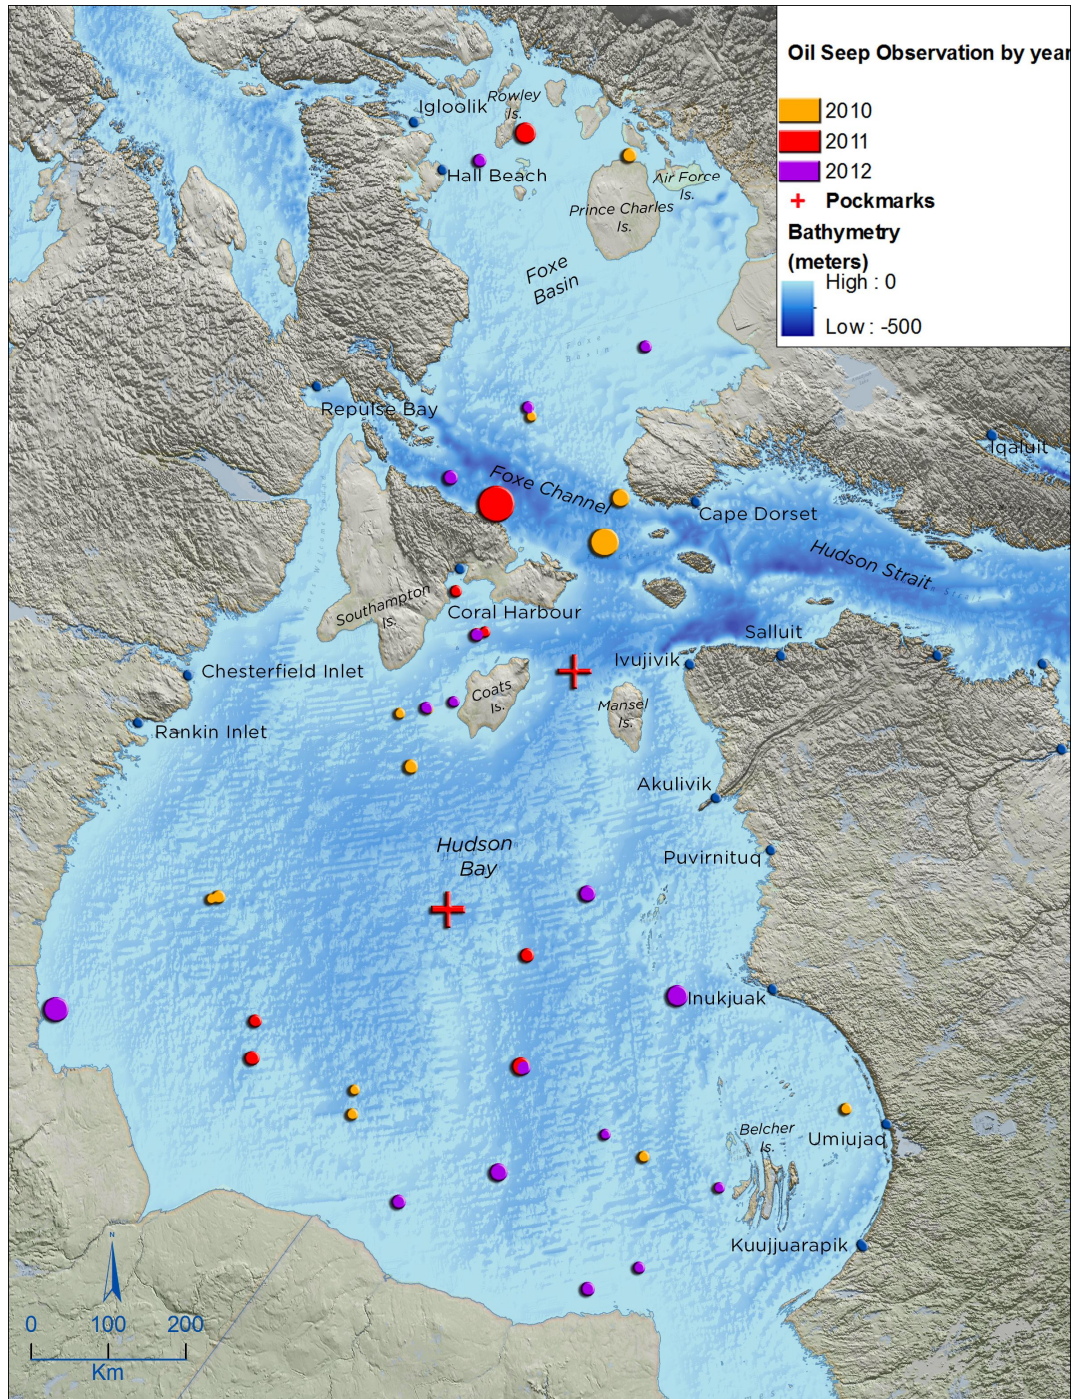 Oil Seep Observation by year
2010
2011
2012
Pockmarks
Bathymetry
(meters)
High : 0
Low : -500
Igloolik
Rowley
Is.
Hall Beach
Air Force
Is.
Prince Charles
Is.
Foxe
Basin
Repulse Bay
Iqaluit
Foxe Channel
Cape Dorset
Hudson Strait
Southampton
Is.
Coral Harbour
Salluit
Ivujivik
Chesterfield Inlet
Coats
Is.
Mansel
Is.
Rankin Inlet
Akulivik
Hudson
Bay
Puvirnituq
Inukjuak
Belcher
Is.
Umiujaq
Kuujjuarapik
N
0 100 200
Km